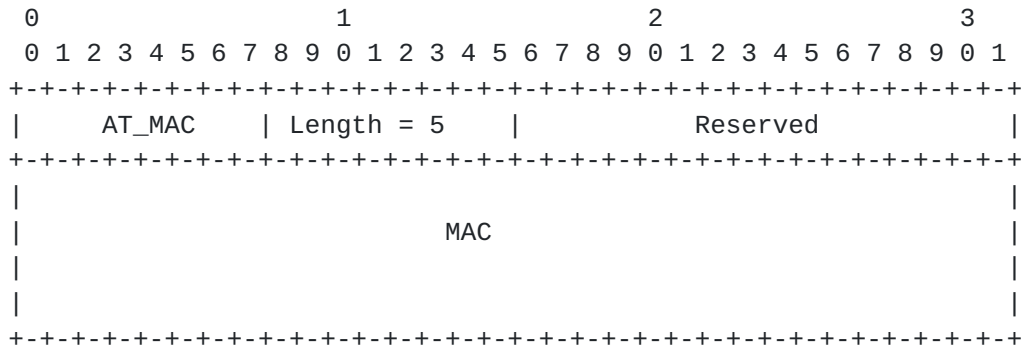 0                   1                   2                   3
 0 1 2 3 4 5 6 7 8 9 0 1 2 3 4 5 6 7 8 9 0 1 2 3 4 5 6 7 8 9 0 1
+-+-+-+-+-+-+-+-+-+-+-+-+-+-+-+-+-+-+-+-+-+-+-+-+-+-+-+-+-+-+-+-+
|     AT_MAC    | Length = 5    |           Reserved            |
+-+-+-+-+-+-+-+-+-+-+-+-+-+-+-+-+-+-+-+-+-+-+-+-+-+-+-+-+-+-+-+-+
|                                                               |
|                           MAC                                 |
|                                                               |
|                                                               |
+-+-+-+-+-+-+-+-+-+-+-+-+-+-+-+-+-+-+-+-+-+-+-+-+-+-+-+-+-+-+-+-+